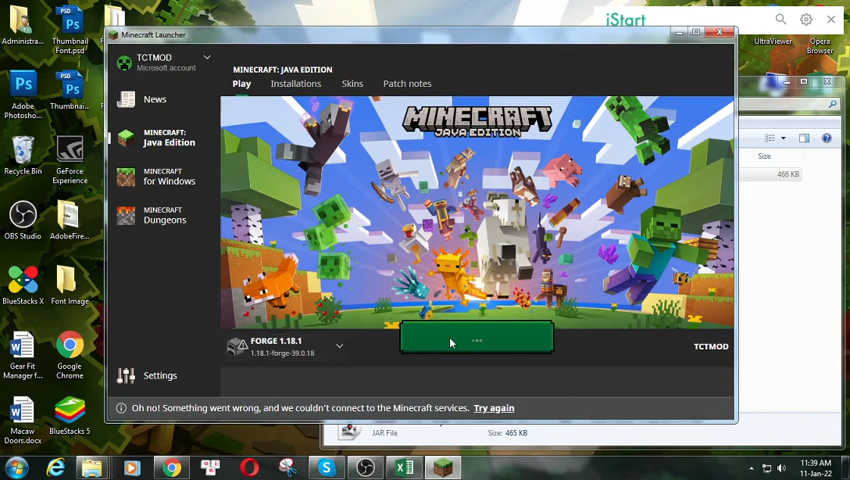 iStart
Administra...
Thumbnail
Font.psd
UltraViewer
Opera
Browser
Minecraft Launcher
TCTMOD
Microsoft account
MINECRAFT: JAVA EDITION
Play
Installations
Skins
Patch notes
News
MINECRAFT:
Java Edition
MINECRAFT
for Windows
MINECRAFT
Dungeons
Settings
MINECRAFT
JAVA EDITION
FORGE 1.18.1
1.18.1-forge-39.0.18
...
TCTMOD
Oh no! Something went wrong, and we couldn't connect to the Minecraft services. Try again
Ps
Adobe
Photosho...
Thumbnai...
Recycle Bin
GeForce
Experience
OBS Studio
AdobeFire...
BlueStacks X
Font Image
Gear Fit
Manager f...
Google
Chrome
Macaw
Doors.docx
BlueStacks 5
Size
466 KB
JAR File
Size: 465 KB
11:39 AM
11-Jan-22